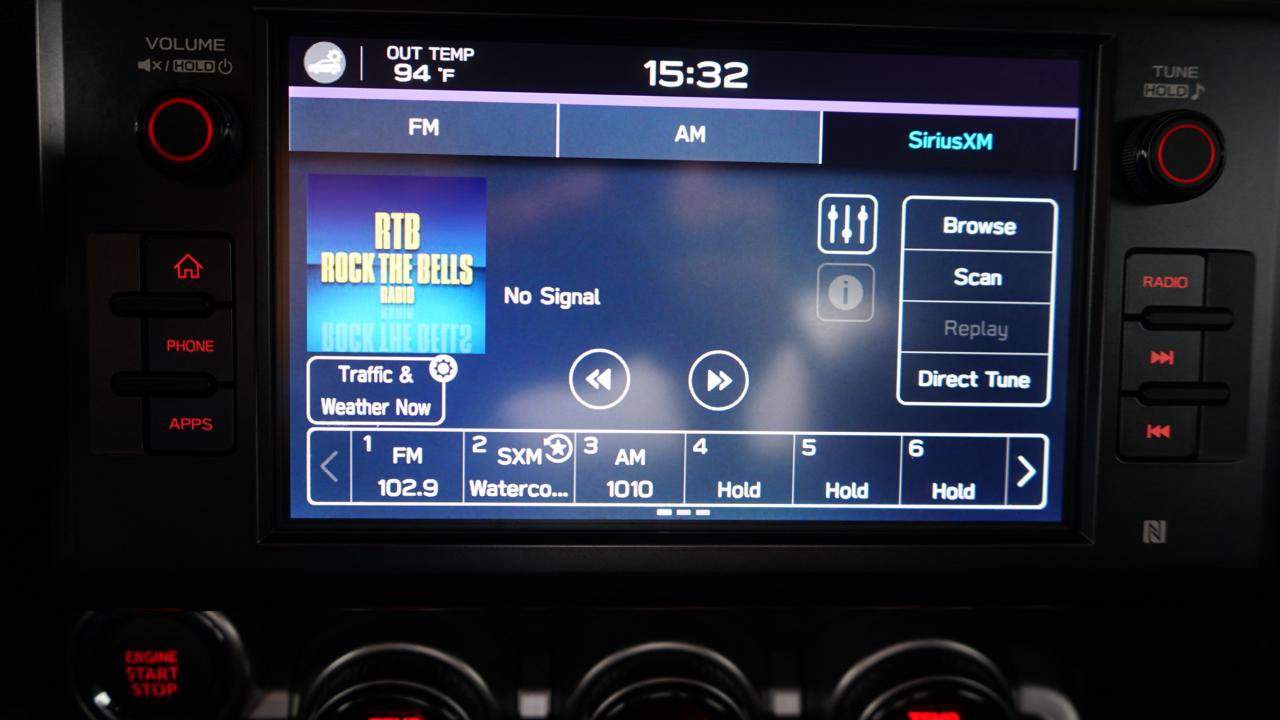 VOLUME
HOLD
OUT TEMP
94 °F
15:32
TUNE
HOLD
FM
AM
SiriusXM
RTB
ROCK THE BELLS
RADIO
No Signal
Browse
Scan
Replay
Direct Tune
PHONE
APPS
RADIO
Traffic &
Weather Now
1 FM
102.9
2 SXM
Waterco...
3 AM
1010
4
Hold
5
Hold
6
Hold
ENGINE
START
STOP